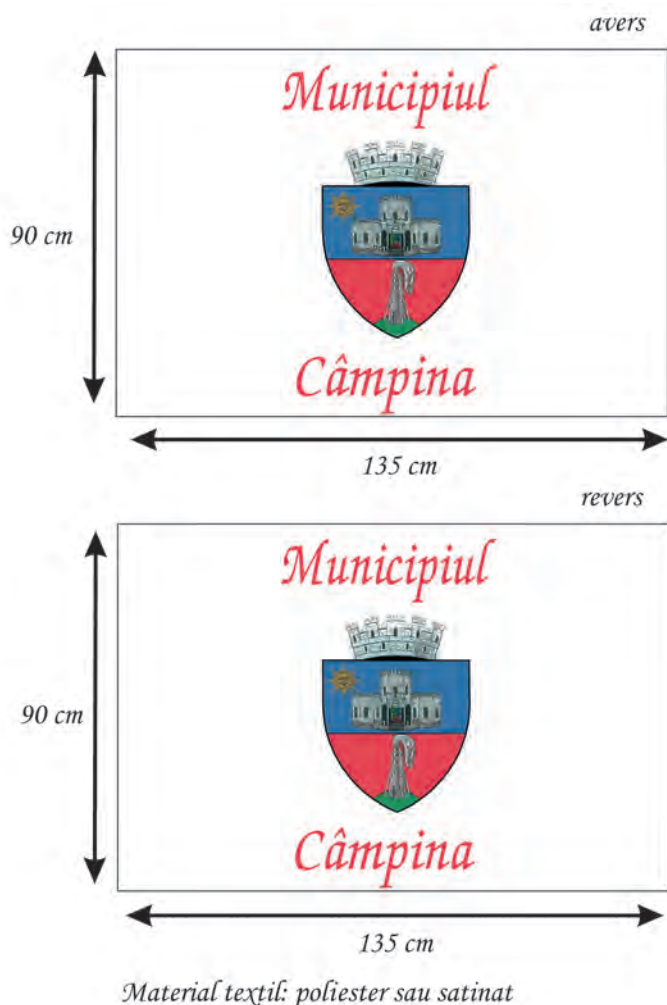 avers
Municipiul
90 cm
Câmpina
135 cm
revers
Municipiul
90 cm
Câmpina
135 cm
Material textil: poliester sau satinat